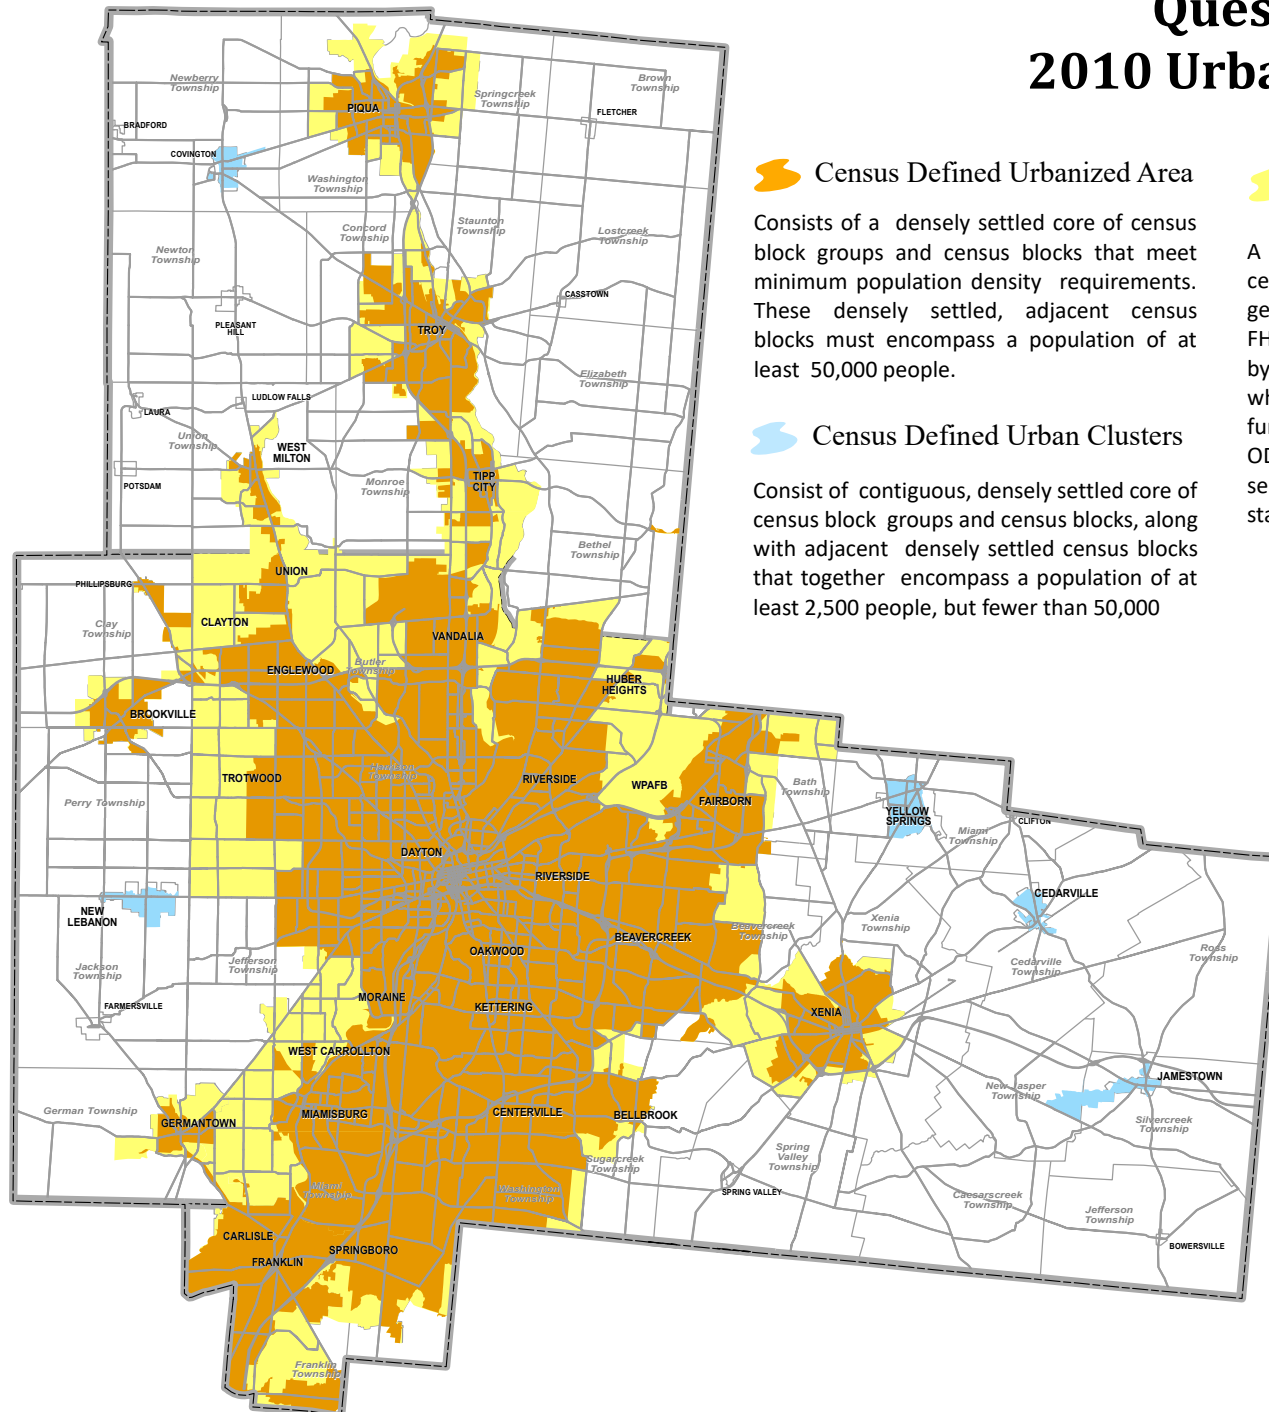 Ques
2010 Urba
Census Defined Urbanized Area
Consists of a densely settled core of census
block groups and census blocks that meet
minimum population density requirements.
These densely settled, adjacent census
blocks must encompass a population of at
least 50,000 people.
Census Defined Urban Clusters
Consist of contiguous, densely settled core of
census block groups and census blocks, along
with adjacent densely settled census blocks
that together encompass a population of at
least 2,500 people, but fewer than 50,000
A
ce
ge
FH
by
wh
fu
OD
se
sta
Newberry
Township
PIQUA
Springcreek
Township
Brown
Township
FLETCHER
BRADFORD
COVINGTON
Washington
Township
Newton
Township
Concord
Township
Staunton
Township
Lostcreek
Township
CASSTOWN
PLEASANT
HILL
TROY
Elizabeth
Township
LAURA
LUDLOW FALLS
Union
Township
WEST
MILTON
POTSDAM
Monroe
Township
TIPP
CITY
Bethel
Township
PHILLIPSBURG
UNION
Clay
Township
CLAYTON
VANDALIA
ENGLEWOOD
Butler
Township
HUBER
HEIGHTS
BROOKVILLE
TROTWOOD
Harrison
Township
RIVERSIDE
WPAFB
FAIRBORN
Bath
Township
Perry Township
YELLOW
SPRINGS
CLIFTON
Miami
Township
DAYTON
RIVERSIDE
CEDARVILLE
NEW
LEBANON
Xenia
Township
Beavercreek
Township
BEAVERCREEK
OAKWOOD
Ross
Township
Jackson
Township
Jefferson
Township
Cedarville
Township
FARMERSVILLE
MORAINE
KETTERING
XENIA
WEST CARROLLTON
JAMESTOWN
New Jasper
Township
German Township
GERMANTOWN
MIAMISBURG
CENTERVILLE
BELLBROOK
Silvercreek
Township
Sugarcreek
Township
Spring
Valley
Township
Miami
Township
Washington
Township
SPRING VALLEY
Caesarscreek
Township
Jefferson
Township
BOWERSVILLE
CARLISLE
FRANKLIN
SPRINGBORO
Franklin
Township